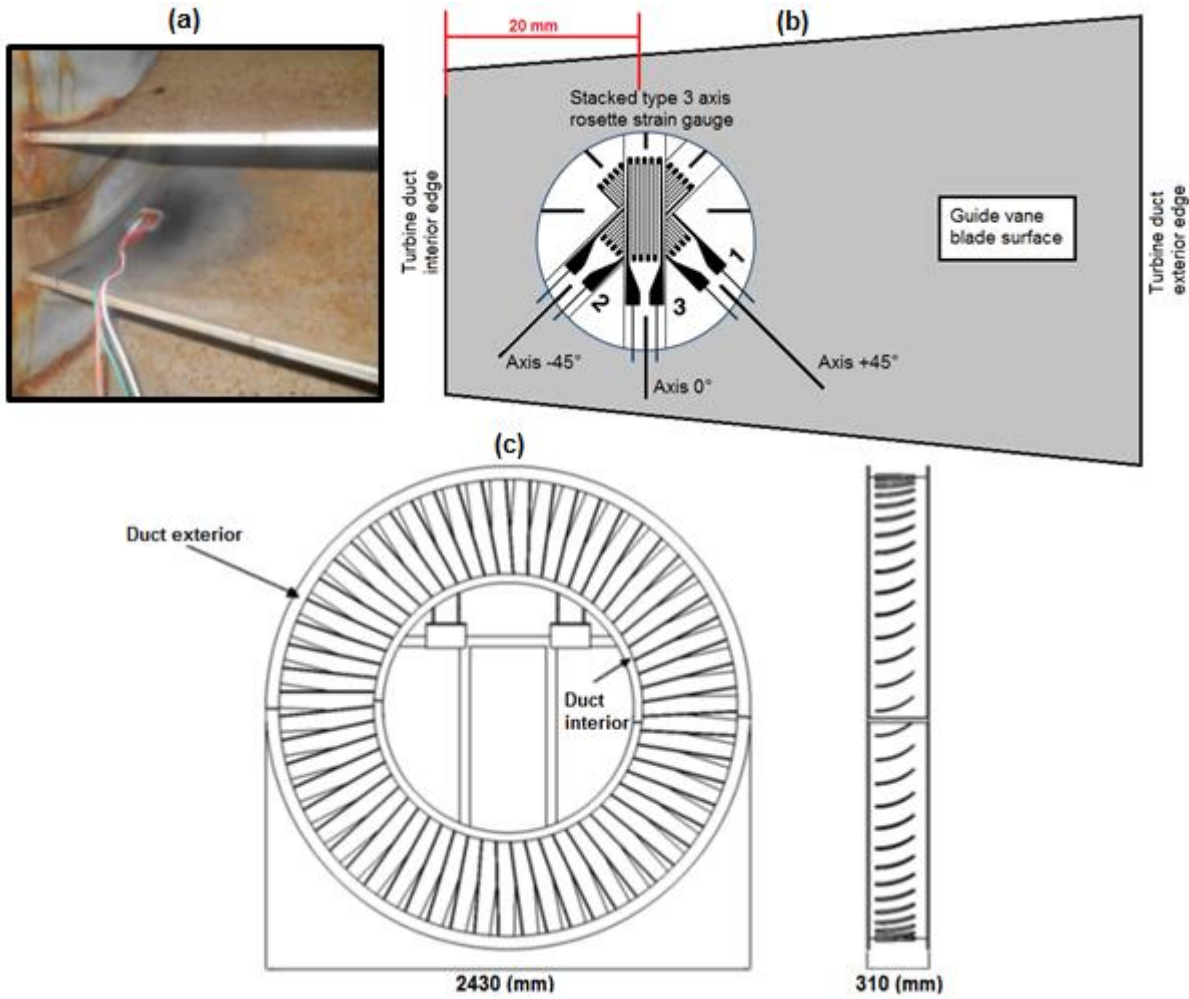 (a)
20 mm
(b)
Stacked type 3 axis
rosette strain gauge
Turbine duct
interior edge
Guide vane
blade surface
Turbine duct
exterior edge
1
2
3
Axis -45°
Axis 0°
Axis +45°
(c)
Duct exterior
Duct
interior
2430 (mm)
310 (mm)